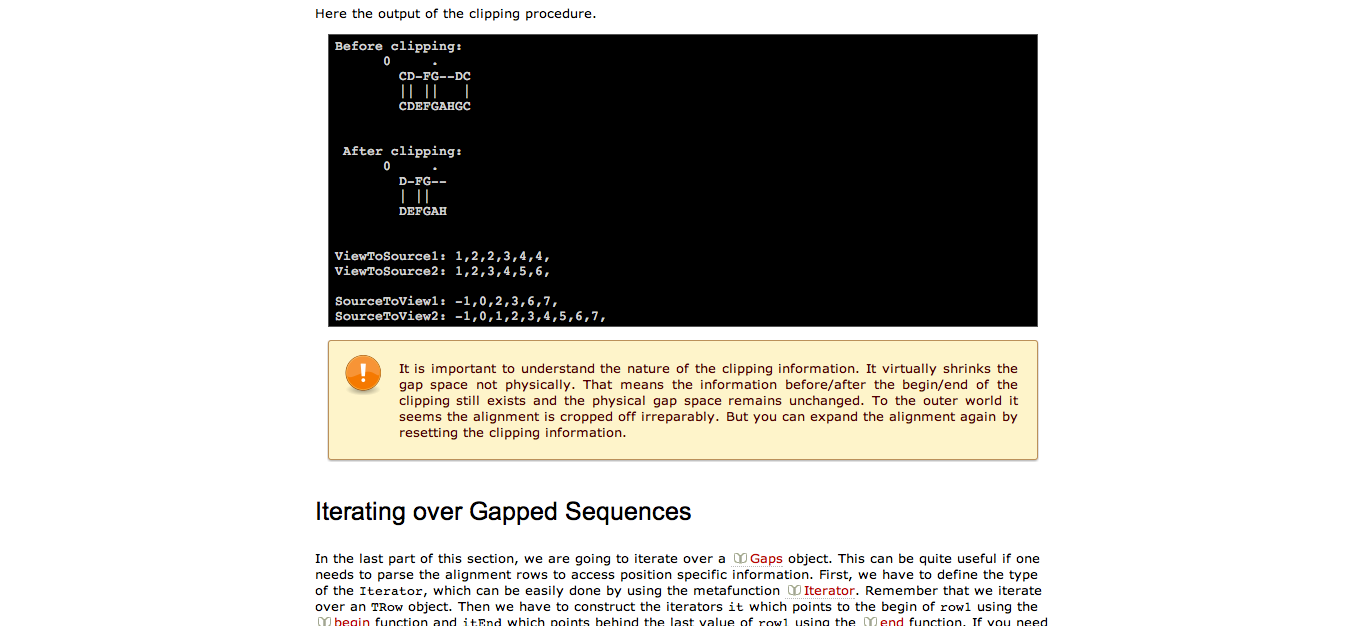 Here the output of the clipping procedure.
Before clipping:
      0     .
        CD-FG--DC
        || ||   |
        CDEFGAHGC
 After clipping:
      0     .
        D-FG--
        | ||
        DEFGAH
ViewToSource1: 1,2,2,3,4,4,
ViewToSource2: 1,2,3,4,5,6,
SourceToView1: -1,0,2,3,6,7,
SourceToView2: -1,0,1,2,3,4,5,6,7,
!
It is important to understand the nature of the clipping information. It virtually shrinks the
gap space not physically. That means the information before/after the begin/end of the
clipping still exists and the physical gap space remains unchanged. To the outer world it
seems the alignment is cropped off irreparably. But you can expand the alignment again by
resetting the clipping information.
Iterating over Gapped Sequences
In the last part of this section, we are going to iterate over a Gaps object. This can be quite useful if one
needs to parse the alignment rows to access position specific information. First, we have to define the type
of the Iterator, which can be easily done by using the metafunction Iterator. Remember that we iterate
over an TRow object. Then we have to construct the iterators it which points to the begin of row1 using the
begin function and itEnd which points behind the last value of row1 using the end function. If you need